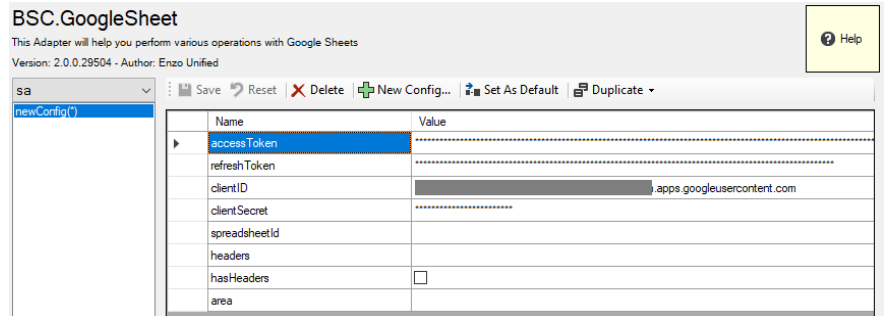 BSC.GoogleSheet
This Adapter will help you perform various operations with Google Sheets
Version: 2.0.0.29504 - Author: Enzo Unified
Help
sa
Save Reset Delete New Config... Set As Default Duplicate
newConfig(*)
Name Value
accessToken ****************************************************************************************************************
refreshToken ****************************************************************************************************
clientID .apps.googleusercontent.com
clientSecret ************************
spreadsheetId
headers
hasHeaders
area